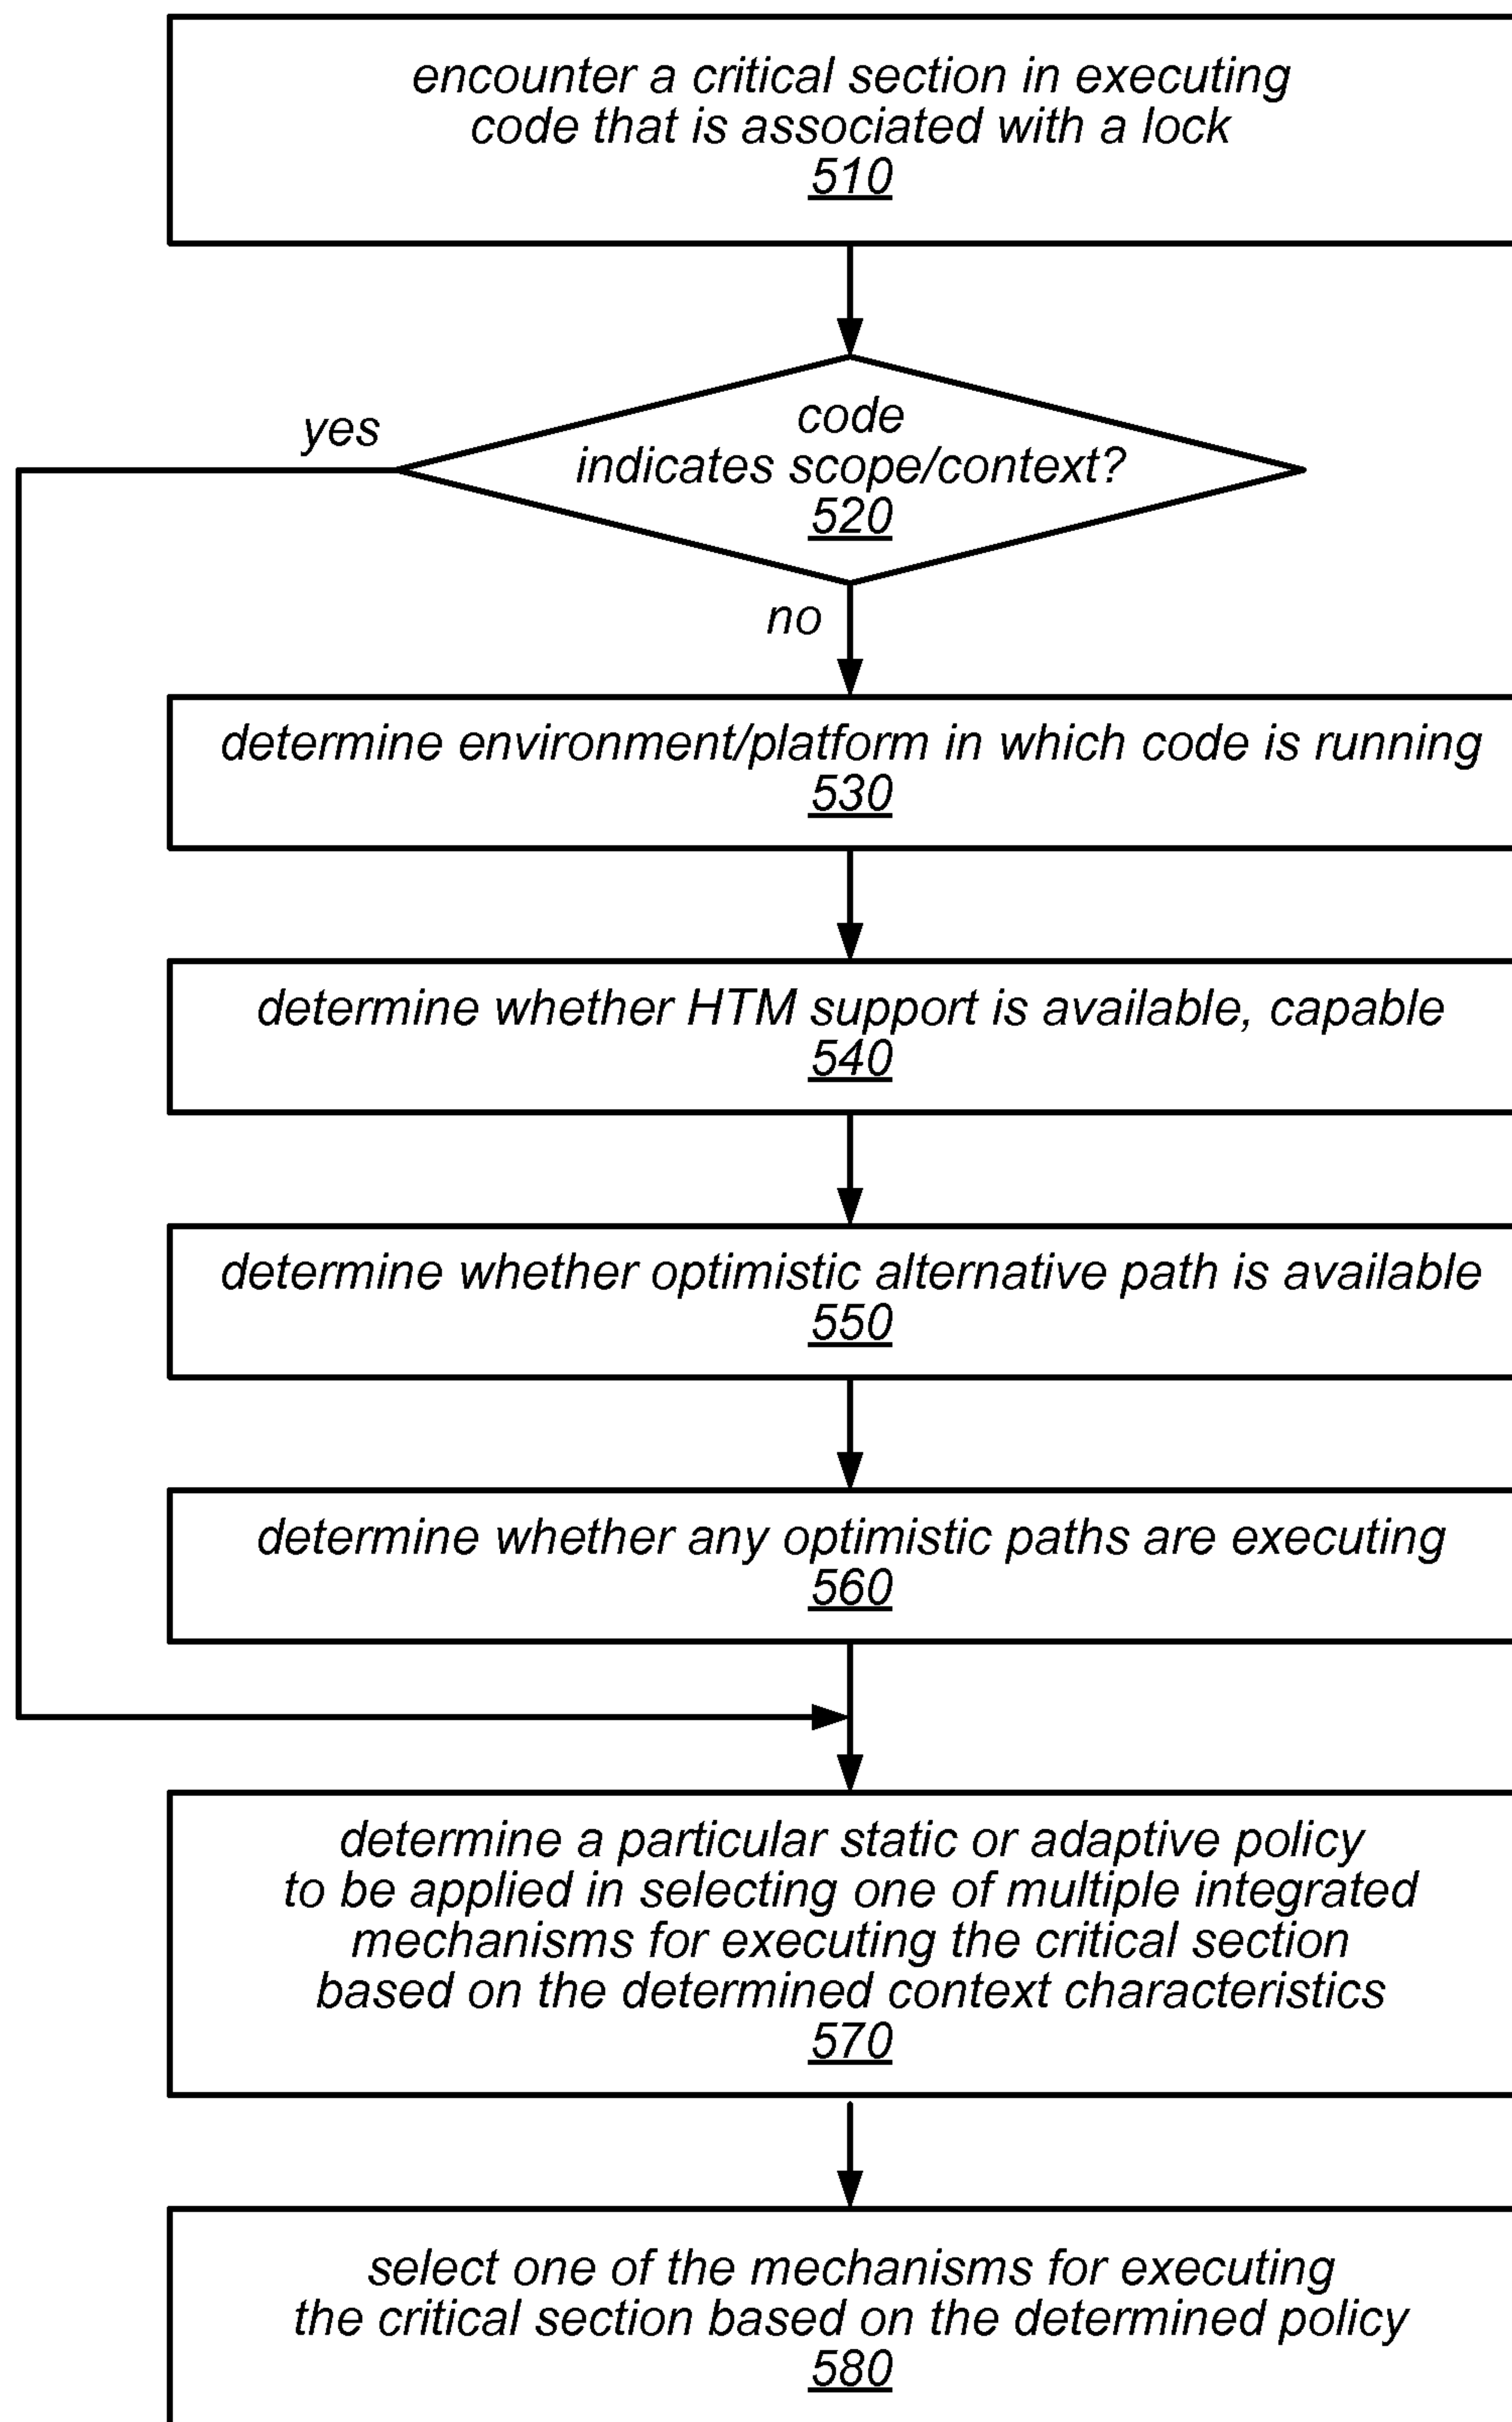 encounter a critical section in executing
code that is associated with a lock
510
yes
code
indicates scope/context?
520
no
determine environment/platform in which code is running
530
determine whether HTM support is available, capable
540
determine whether optimistic alternative path is available
550
determine whether any optimistic paths are executing
560
determine a particular static or adaptive policy
to be applied in selecting one of multiple integrated
mechanisms for executing the critical section
based on the determined context characteristics
570
select one of the mechanisms for executing
the critical section based on the determined policy
580